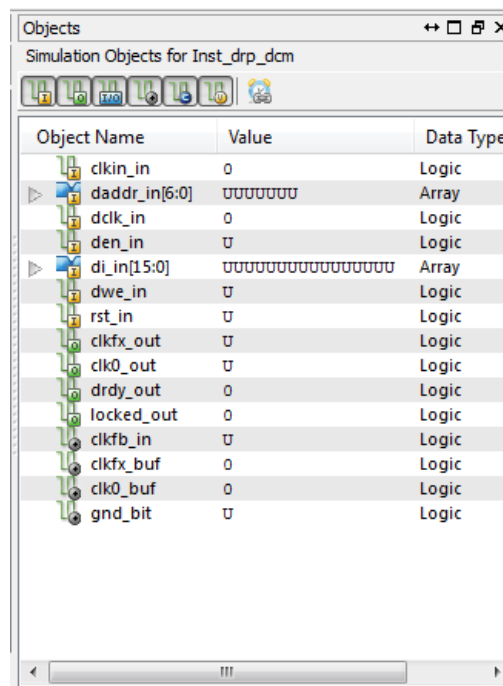 Objects
Simulation Objects for Inst_drp_dcm
Object Name Value Data Type
clkin_in 0 Logic
daddr_in[6:0] UUUUUUU Array
dclk_in 0 Logic
den_in U Logic
di_in[15:0] UUUUUUUUUUUUUUUU Array
dwe_in U Logic
rst_in U Logic
clkfx_out U Logic
clk0_out U Logic
drdy_out 0 Logic
locked_out 0 Logic
clkfb_in U Logic
clkfx_buf 0 Logic
clk0_buf 0 Logic
gnd_bit U Logic